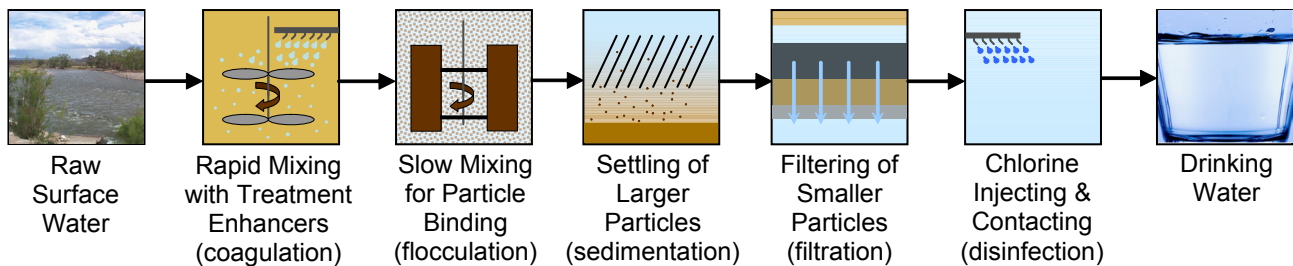 Raw
Surface
Water
Rapid Mixing
with Treatment
Enhancers
(coagulation)
Slow Mixing
for Particle
Binding
(flocculation)
Settling of
Larger
Particles
(sedimentation)
Filtering of
Smaller
Particles
(filtration)
Chlorine
Injecting &
Contacting
(disinfection)
Drinking
Water